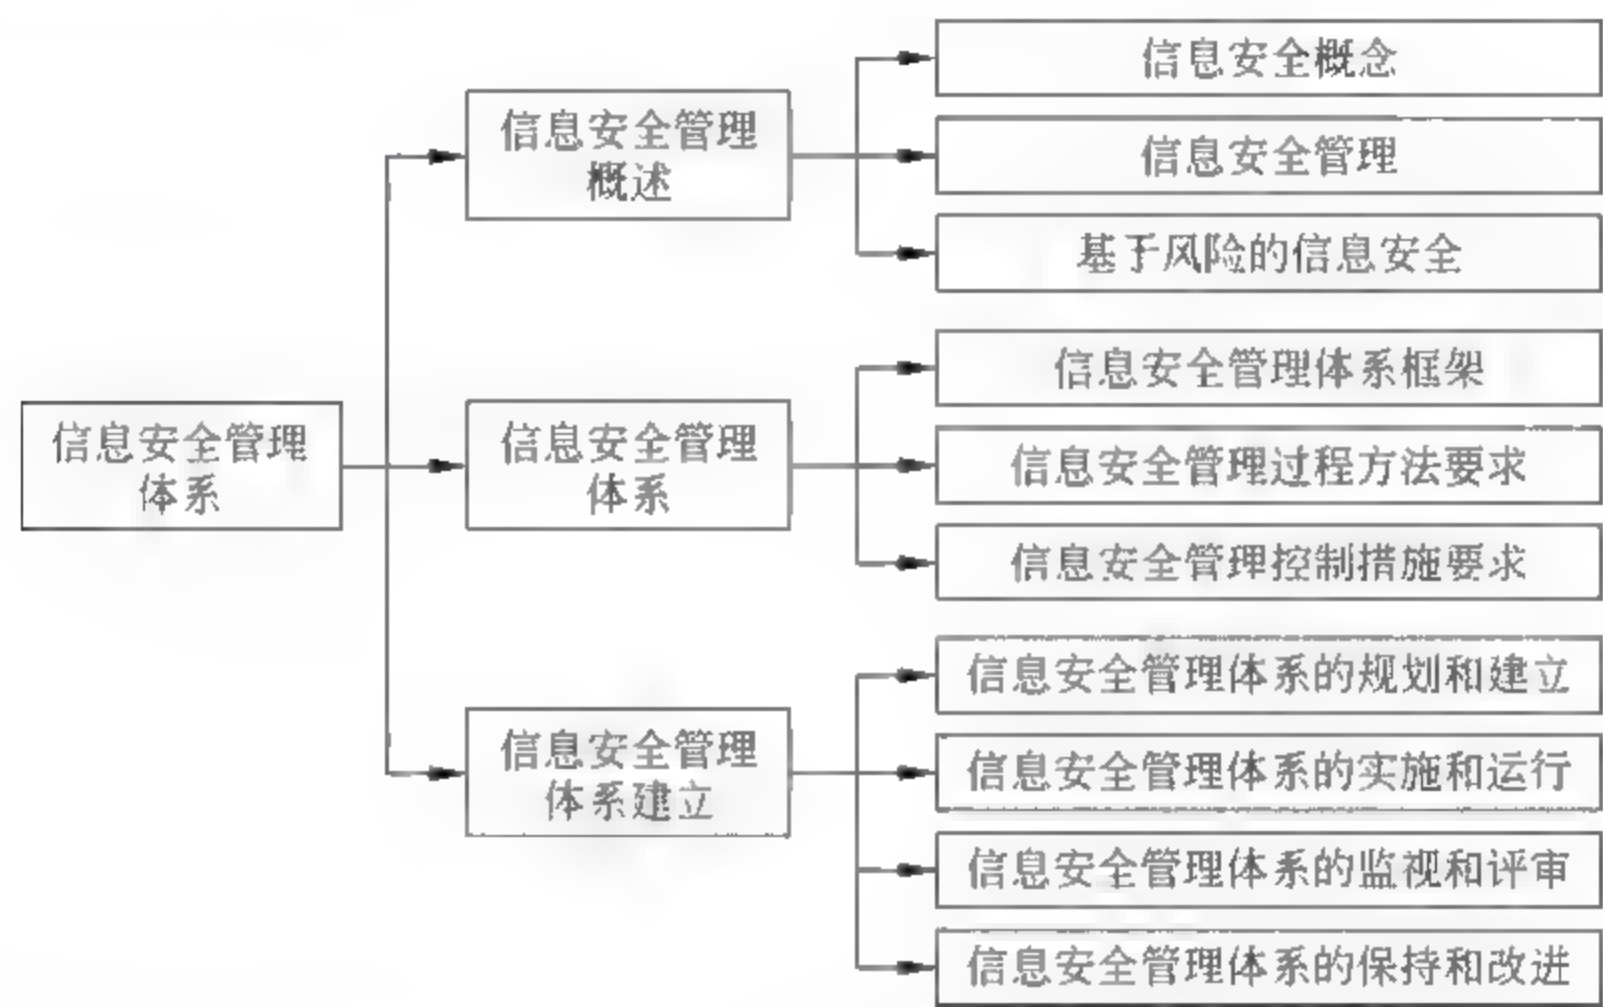 信息安全管理
体系
信息安全管理
概述
信息安全概念
信息安全管理
基于风险的信息安全
信息安全管理
体系
信息安全管理体系框架
信息安全管理过程方法要求
信息安全管理控制措施要求
信息安全管理
体系建立
信息安全管理体系的规划和建立
信息安全管理体系的实施和运行
信息安全管理体系的监视和评审
信息安全管理体系的保持和改进